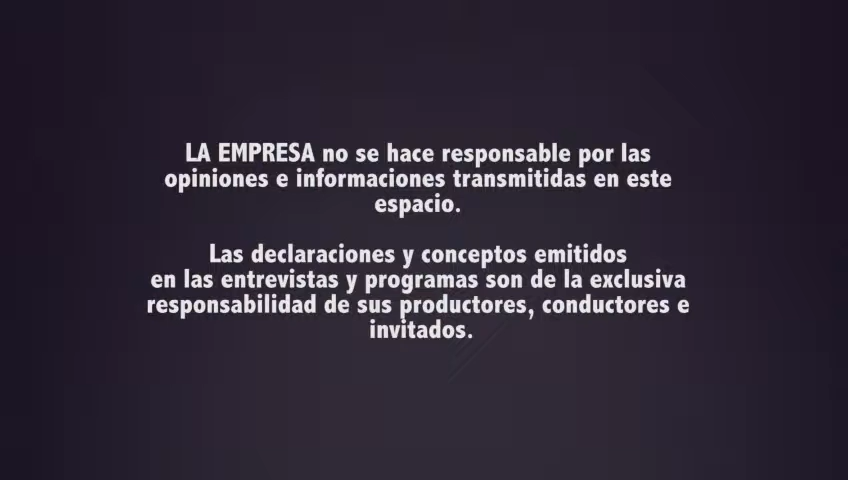 LA EMPRESA no se hace responsable por las
opiniones e informaciones transmitidas en este
espacio.
Las declaraciones y conceptos emitidos
en las entrevistas y programas son de la exclusiva
responsabilidad de sus productores, conductores e
invitados.